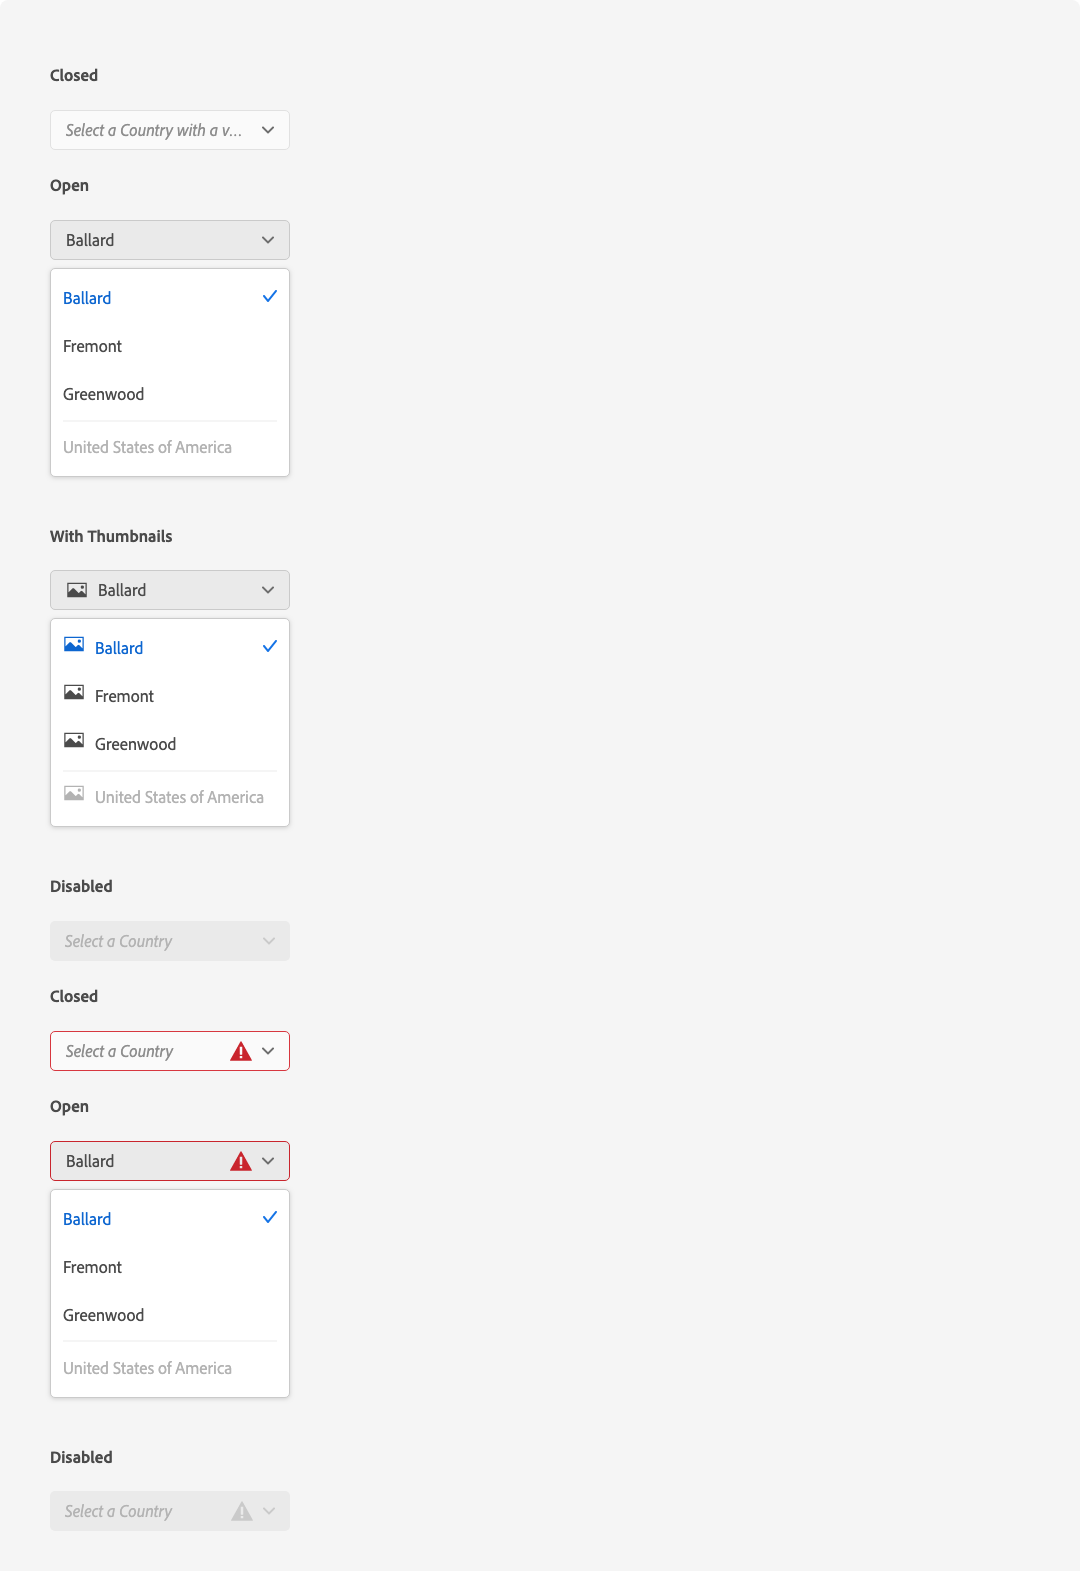 Closed
Select a Country with a v...
Open
Ballard
Ballard
Fremont
Greenwood
United States of America
With Thumbnails
Ballard
Ballard
Fremont
Greenwood
United States of America
Disabled
Select a Country
Closed
Select a Country
Open
Ballard
Ballard
Fremont
Greenwood
United States of America
Disabled
Select a Country